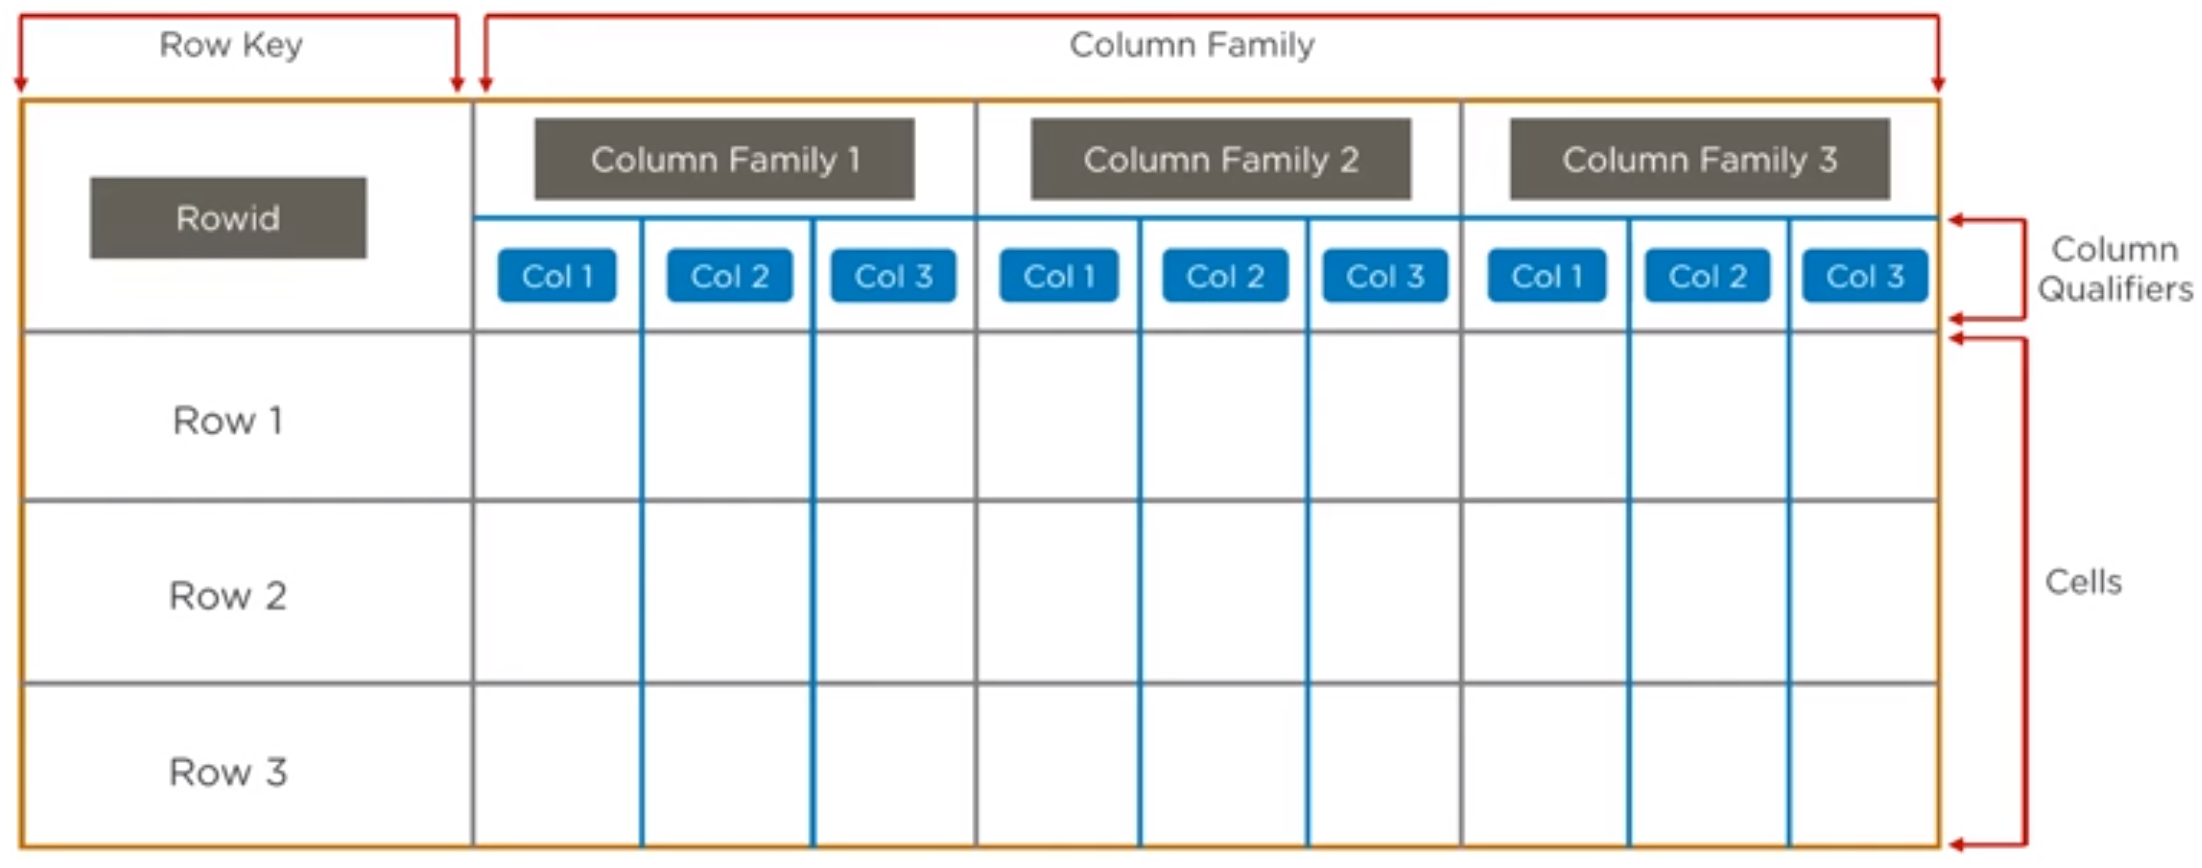 Row Key
Column Family
Column Family 1
Column Family 2
Column Family 3
Rowid
Col 1
Col 2
Col 3
Col 1
Col 2
Col 3
Col 1
Col 2
Col 3
Column
Qualifiers
Row 1
Row 2
Cells
Row 3